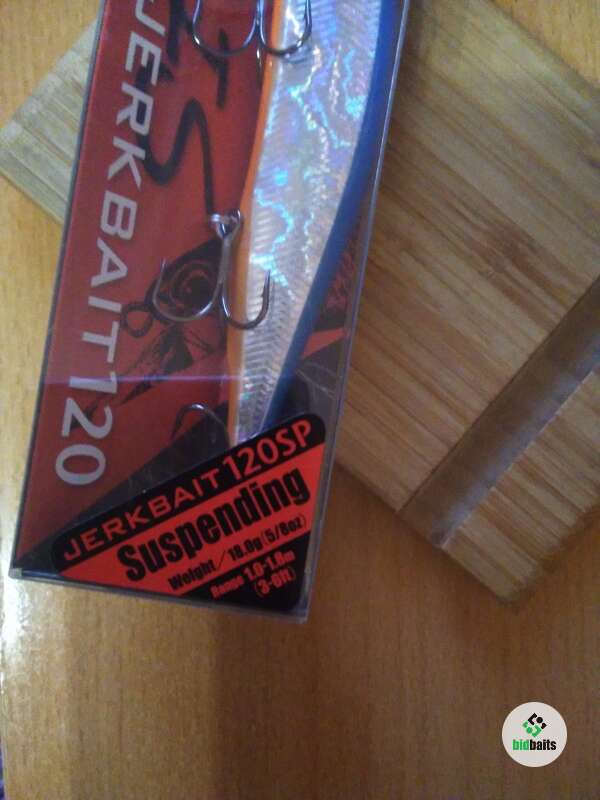 JERKBAIT120
JERKBAIT 120SP
Suspending
Weight/18.0g(5/8oz)
Range 1.0-1.8m
(3-6ft)
bidbaits